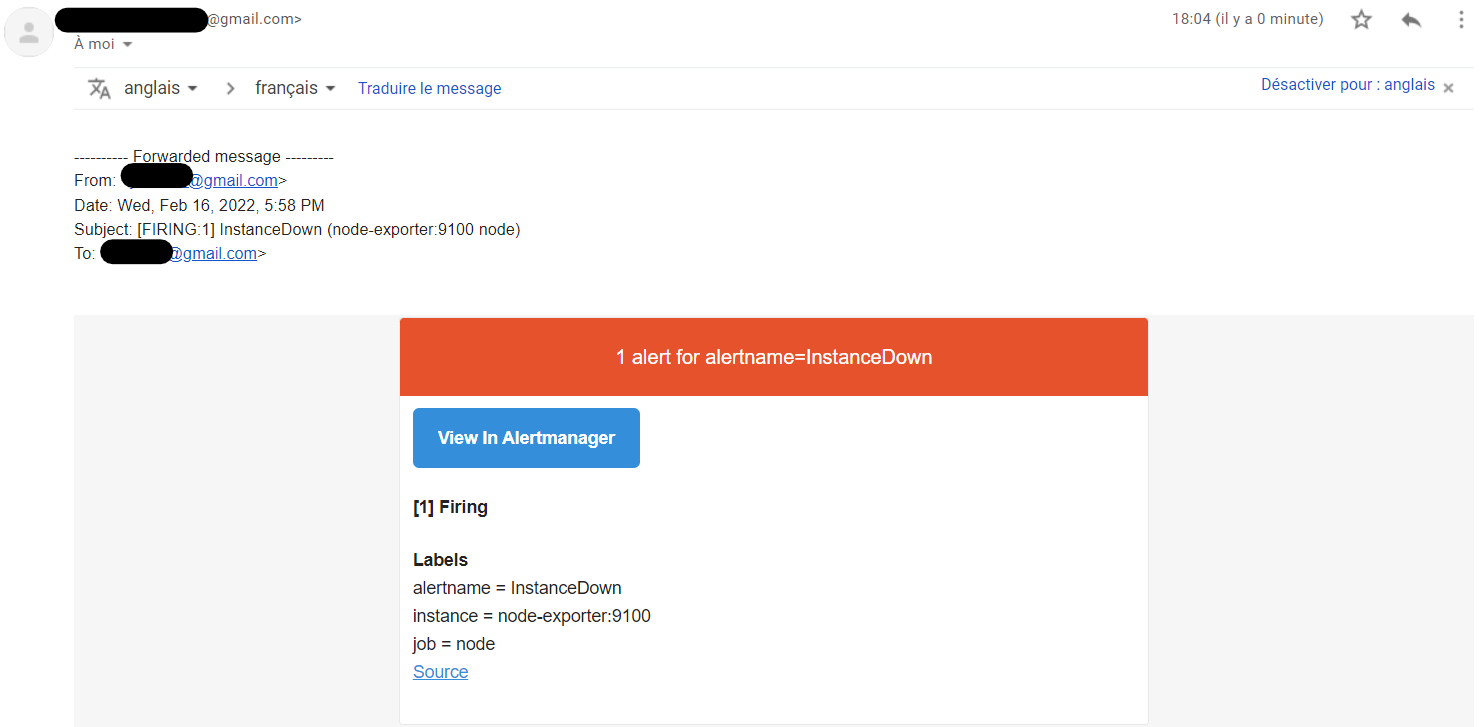 @gmail.com>
18:04 (il y a 0 minute)
À moi
anglais > français Traduire le message
Désactiver pour : anglais ×
---------- Forwarded message ---------
From: @gmail.com>
Date: Wed, Feb 16, 2022, 5:58 PM
Subject: [FIRING:1] InstanceDown (node-exporter:9100 node)
To: @gmail.com>
1 alert for alertname=InstanceDown
View In Alertmanager
[1] Firing
Labels
alertname = InstanceDown
instance = node-exporter:9100
job = node
Source